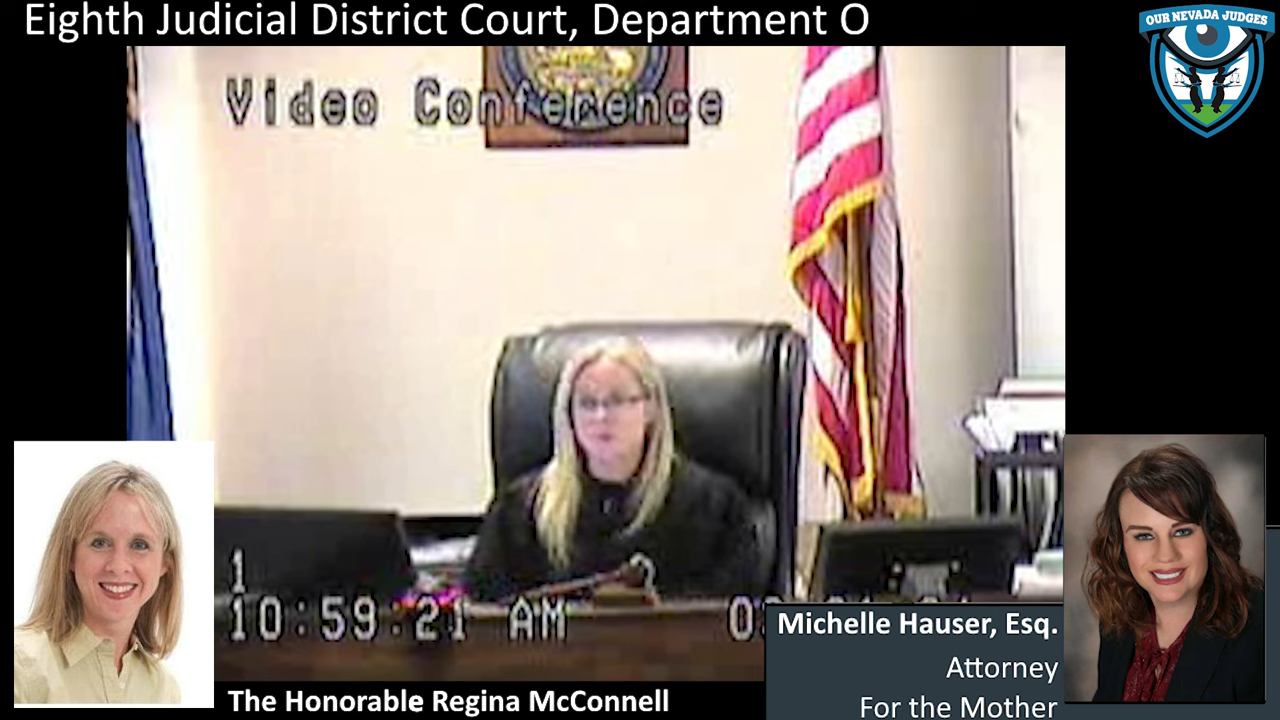 Eighth Judicial District Court, Department O
OUR NEVADA JUDGES
Video Conference
1
10:59:21 AM
Michelle Hauser, Esq.
Attorney
For the Mother
The Honorable Regina McConnell